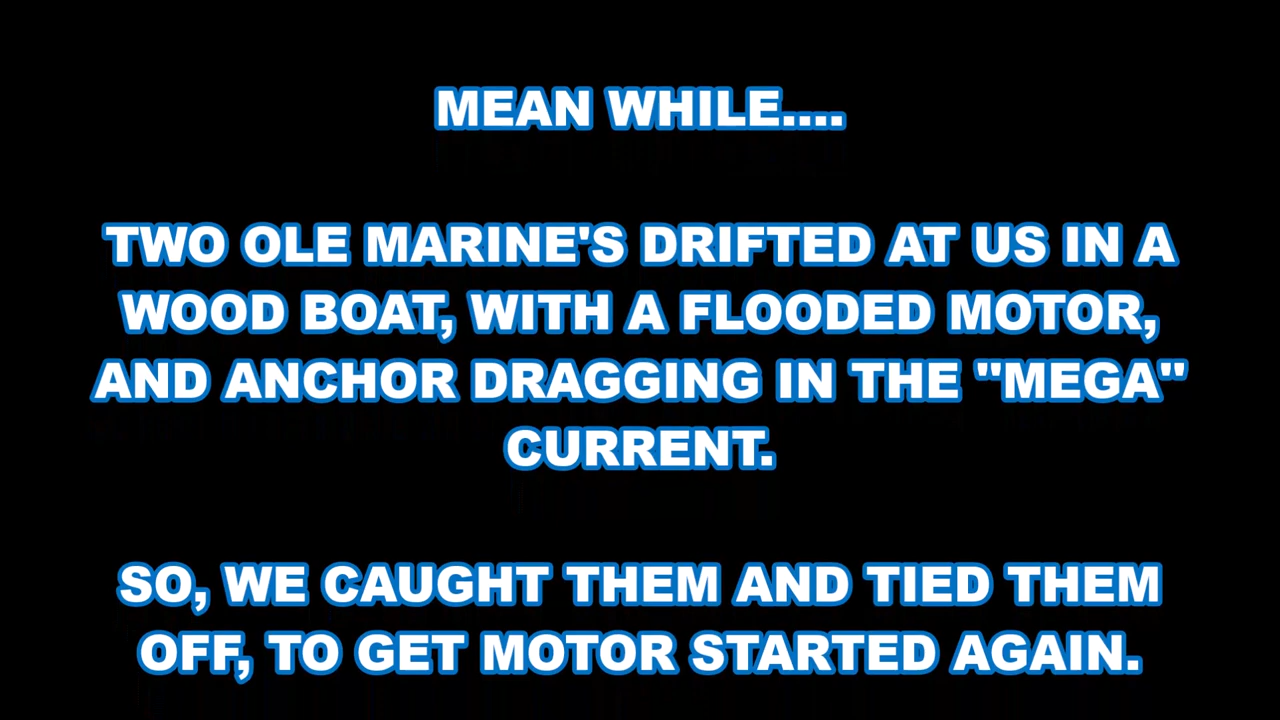 MEAN WHILE....
TWO OLE MARINE'S DRIFTED AT US IN A
WOOD BOAT, WITH A FLOODED MOTOR,
AND ANCHOR DRAGGING IN THE "MEGA"
CURRENT.
SO, WE CAUGHT THEM AND TIED THEM
OFF, TO GET MOTOR STARTED AGAIN.